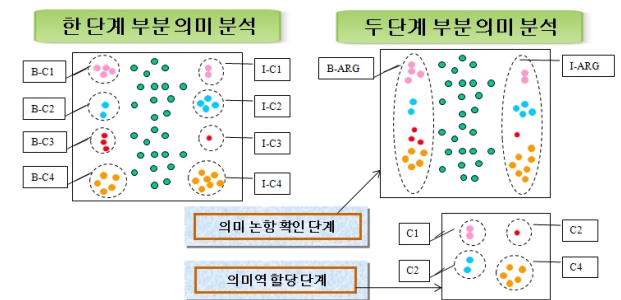 한 단계 부분 의미 분석
두 단계 부분 의미 분석
B-C1
I-C1
B-C2
I-C2
B-C3
I-C3
B-C4
I-C4
B-ARG
I-ARG
의미 논항 확인 단계
의미역 할당 단계
C1
C2
C2
C4